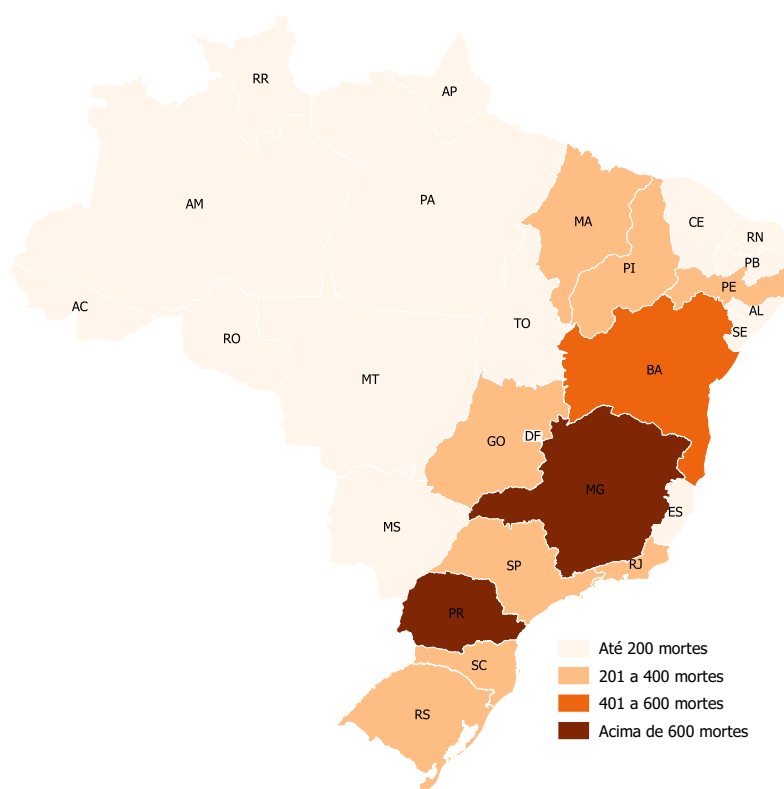 RR
AP
AM
PA
MA
CE
RN
PB
PI
PE
AL
SE
AC
RO
TO
MT
BA
GO
DF
MG
ES
MS
SP
RJ
PR
SC
RS
Até 200 mortes
201 a 400 mortes
401 a 600 mortes
Acima de 600 mortes